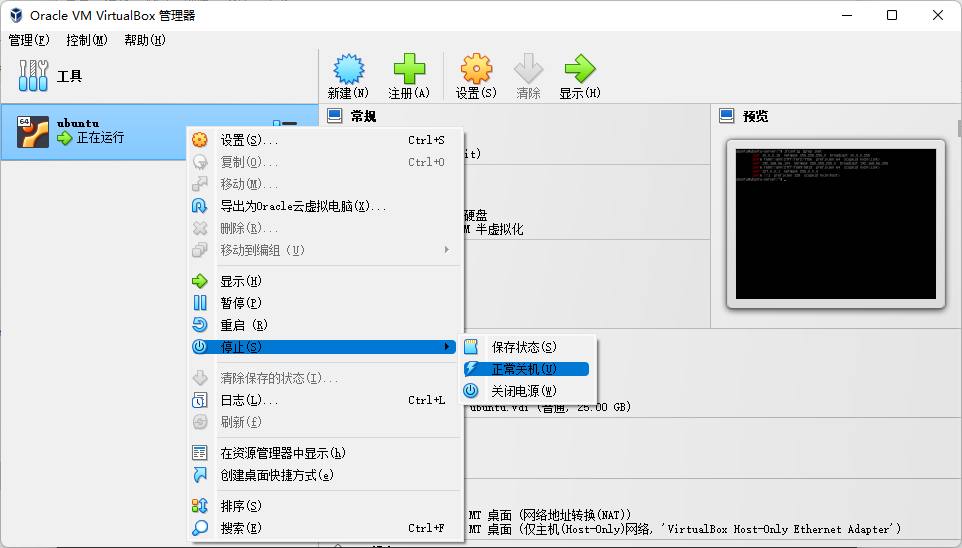 Oracle VM VirtualBox 管理器
管理(F) 控制(M) 帮助(H)
工具
新建(N) 注册(A) 设置(S) 清除 显示(H)
64
ubuntu
正在运行
常规
预览
设置(S)... Ctrl+S
复制(O)... Ctrl+O
移动(M)...
导出为Oracle云虚拟电脑(X)...
删除(R)...
移动到编组 (U)
显示(H)
暂停(P)
重启 (R)
停止(S)
清除保存的状态(I)...
日志(L)... Ctrl+L
刷新(f)
在资源管理器中显示(h)
创建桌面快捷方式(e)
排序(S)
搜索(E) Ctrl+F
保存状态(S)
正常关机(U)
关闭电源(W)
it)
硬盘
M 半虚拟化
ubuntu.vdi (普通, 25.00 GB)
MT 桌面 (网络地址转换(NAT))
MT 桌面 (仅主机(Host-Only)网络, 'VirtualBox Host-Only Ethernet Adapter')